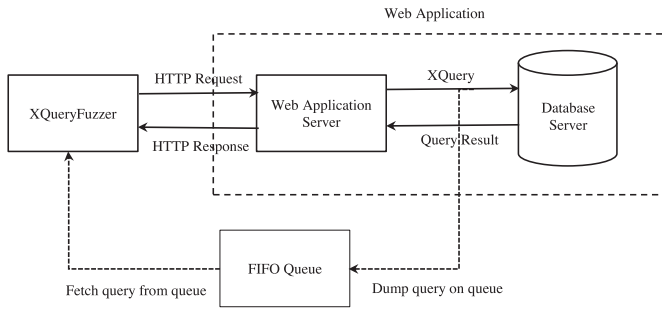 Web Application
HTTP Request
XQuery
XQueryFuzzer
Web Application
Server
Database
Server
HTTP Response
Query Result
FIFO Queue
Fetch query from queue
Dump query on queue